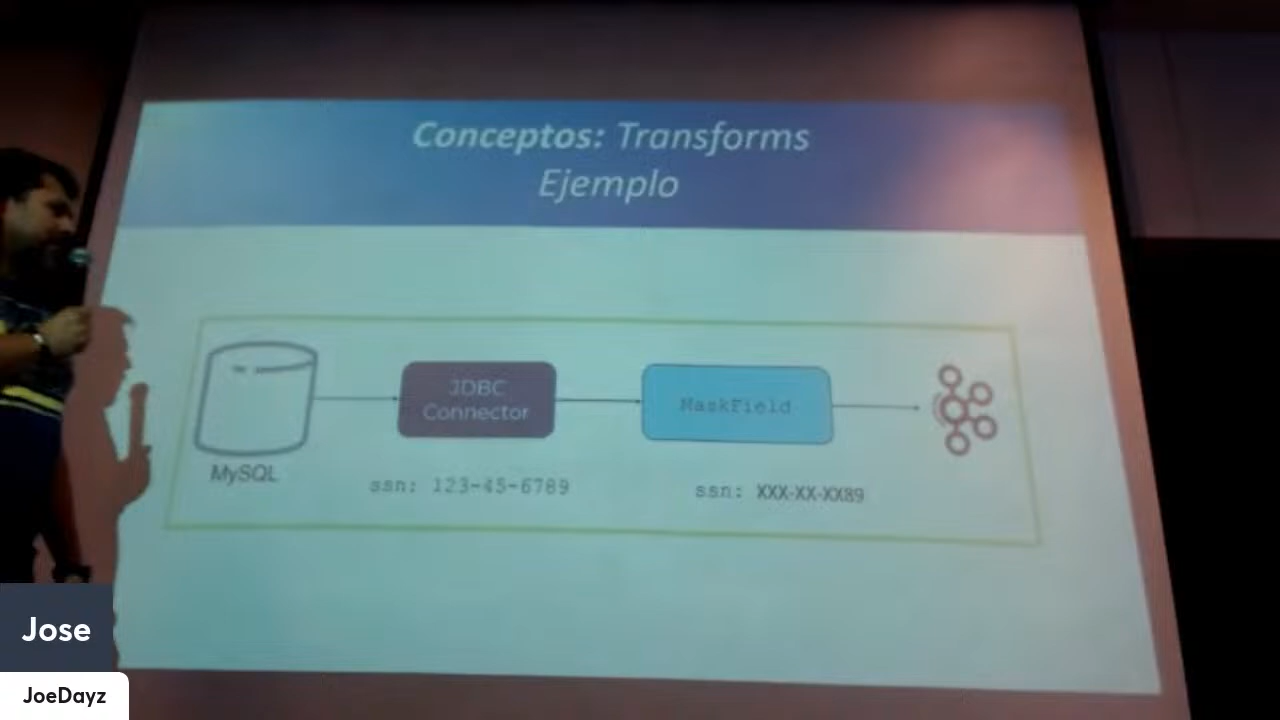 Conceptos: Transforms
Ejemplo
JDBC
Connector
MaskField
MySQL
ssn: 123-45-6789
ssn: XXX-XX-XX89
Jose
JoeDayz